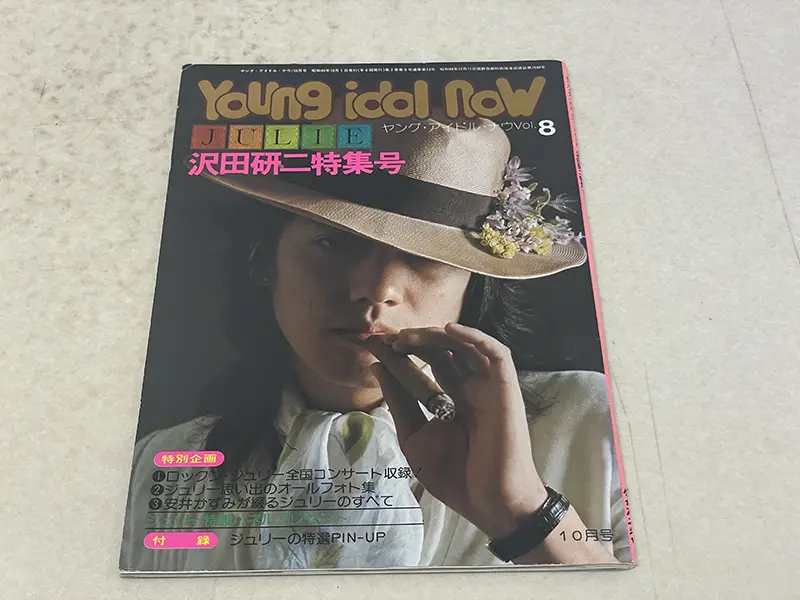 Young idol now
JULIE
ヤング・アイドル・ナウVol.8
沢田研二特集号
特別企画
❶ロックン・ジュリー全国コンサート収録！
❷ジュリー思い出のオールフォト集
❸安井かずみが綴るジュリーのすべて
付録 ジュリーの特選PIN-UP
10月号